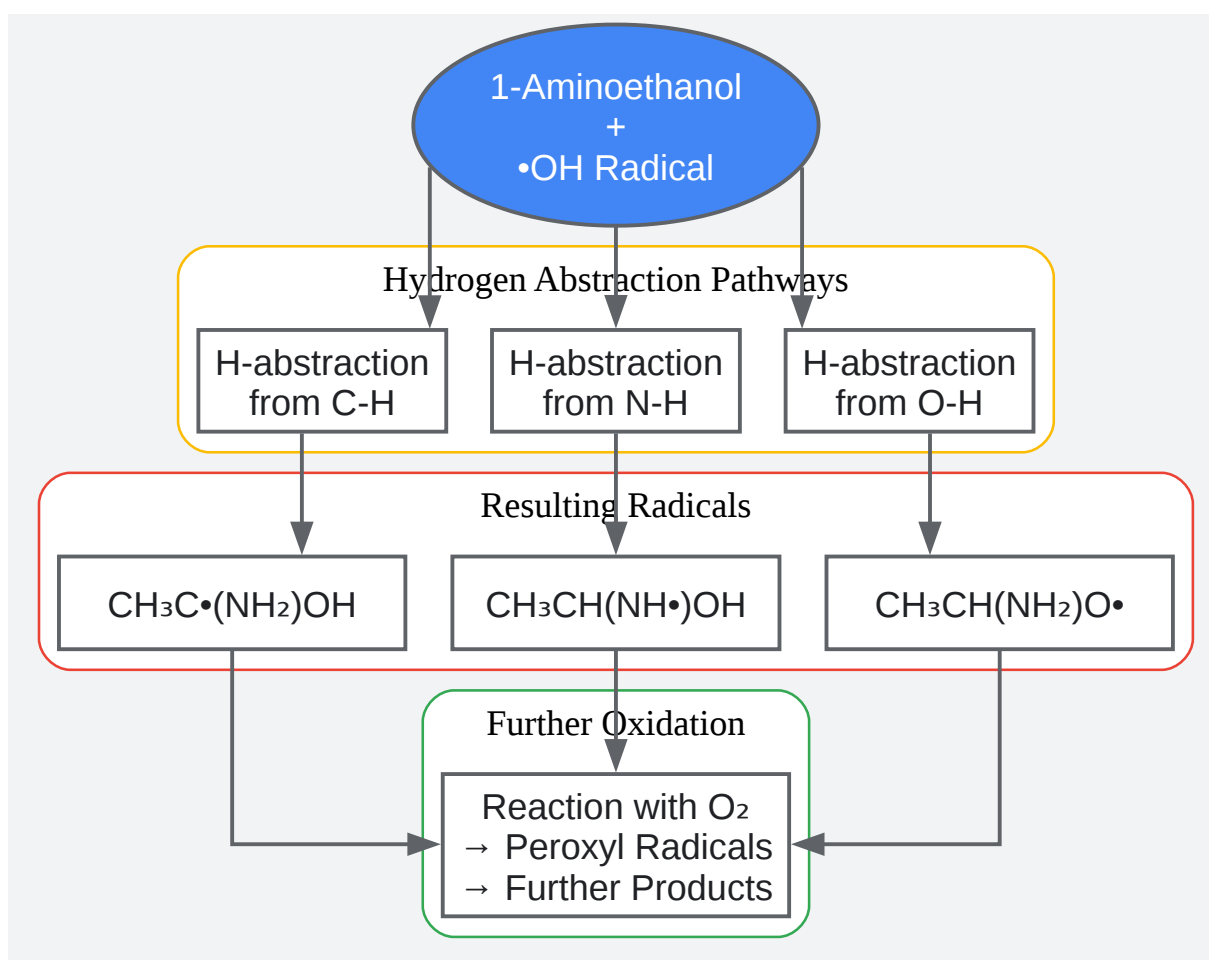 1-Aminoethanol
+
•OH Radical
Hydrogen Abstraction Pathways
H-abstraction
from C-H
H-abstraction
from N-H
H-abstraction
from O-H
Resulting Radicals
CH₃C•(NH₂)OH
CH₃CH(NH•)OH
CH₃CH(NH₂)O•
Further Oxidation
Reaction with O₂
→ Peroxyl Radicals
→ Further Products